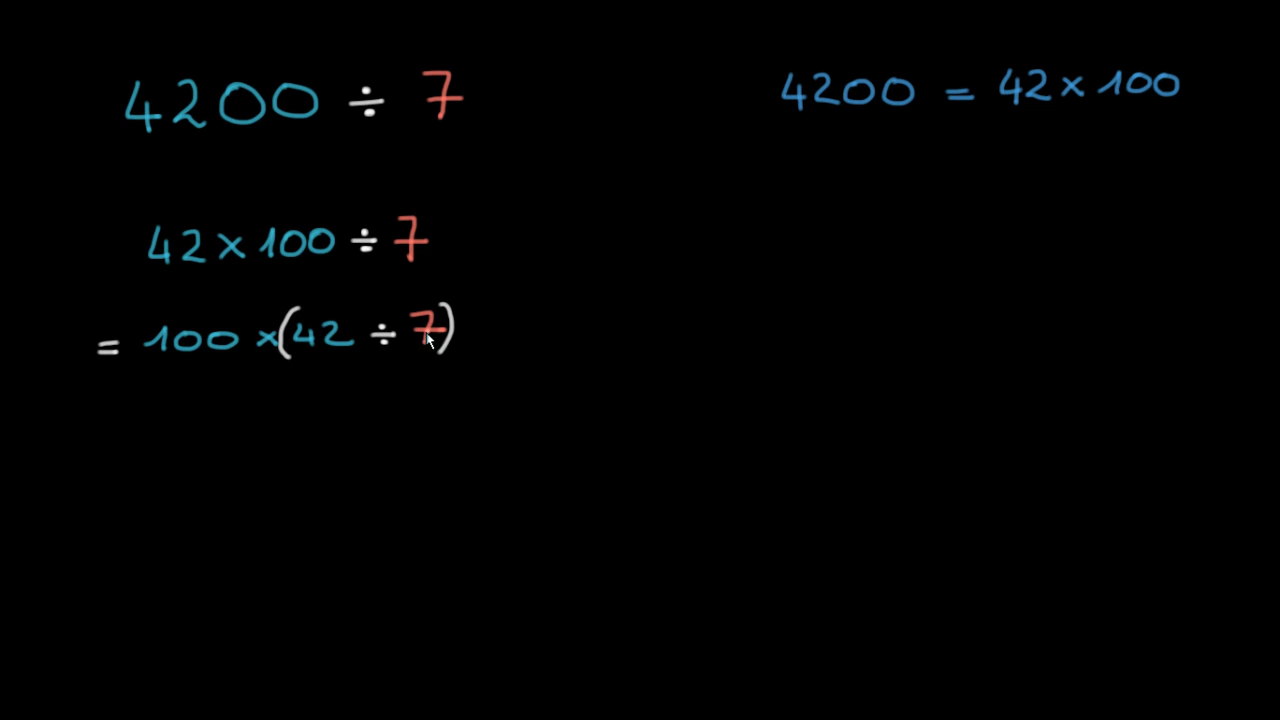 4200 ÷ 7
4200 = 42 × 100
42 × 100 ÷ 7
= 100 × (42 ÷ 7)